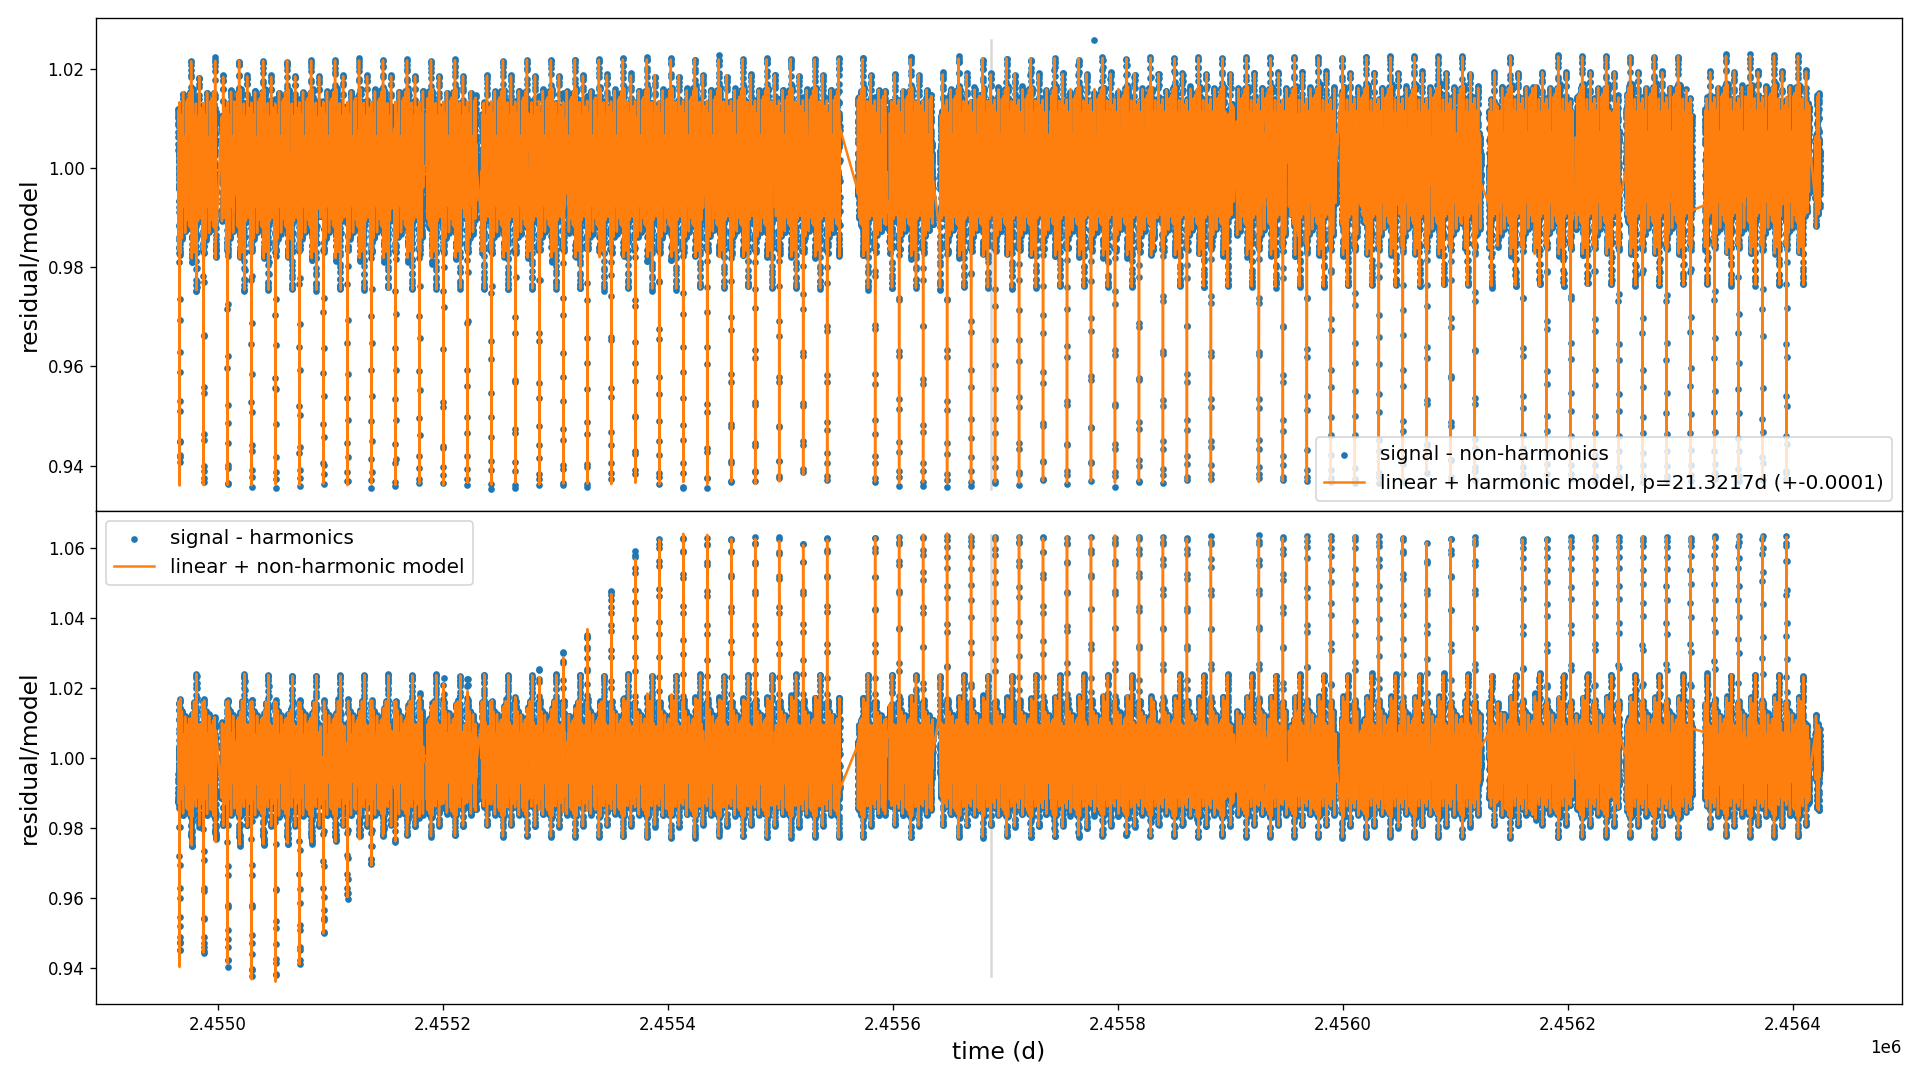 1.02
1.00
0.98
0.96
0.94
residual/model
signal - non-harmonics
linear + harmonic model, p=21.3217d (+-0.0001)
signal - harmonics
linear + non-harmonic model
1.06
1.04
1.02
1.00
0.98
0.96
0.94
residual/model
2.4550 2.4552 2.4554 2.4556 2.4558 2.4560 2.4562 2.4564
1e6
time (d)